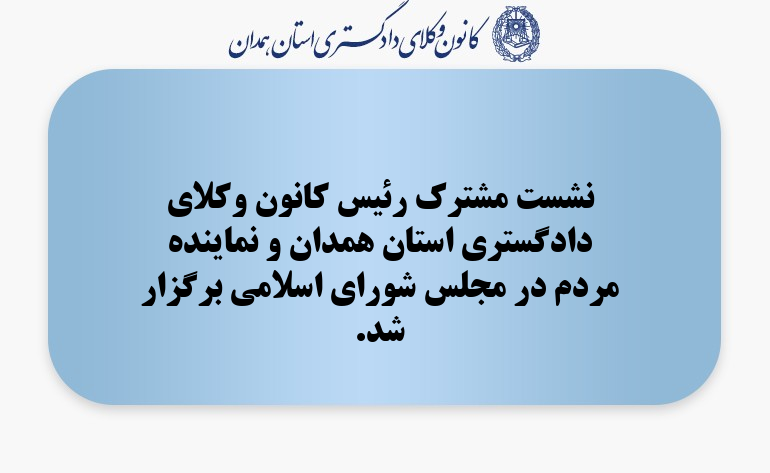 کانون وکلای دادگستری استان همدان
نشست مشترک رئیس کانون وکلای
دادگستری استان همدان و نماینده
مردم در مجلس شورای اسلامی برگزار
شد.